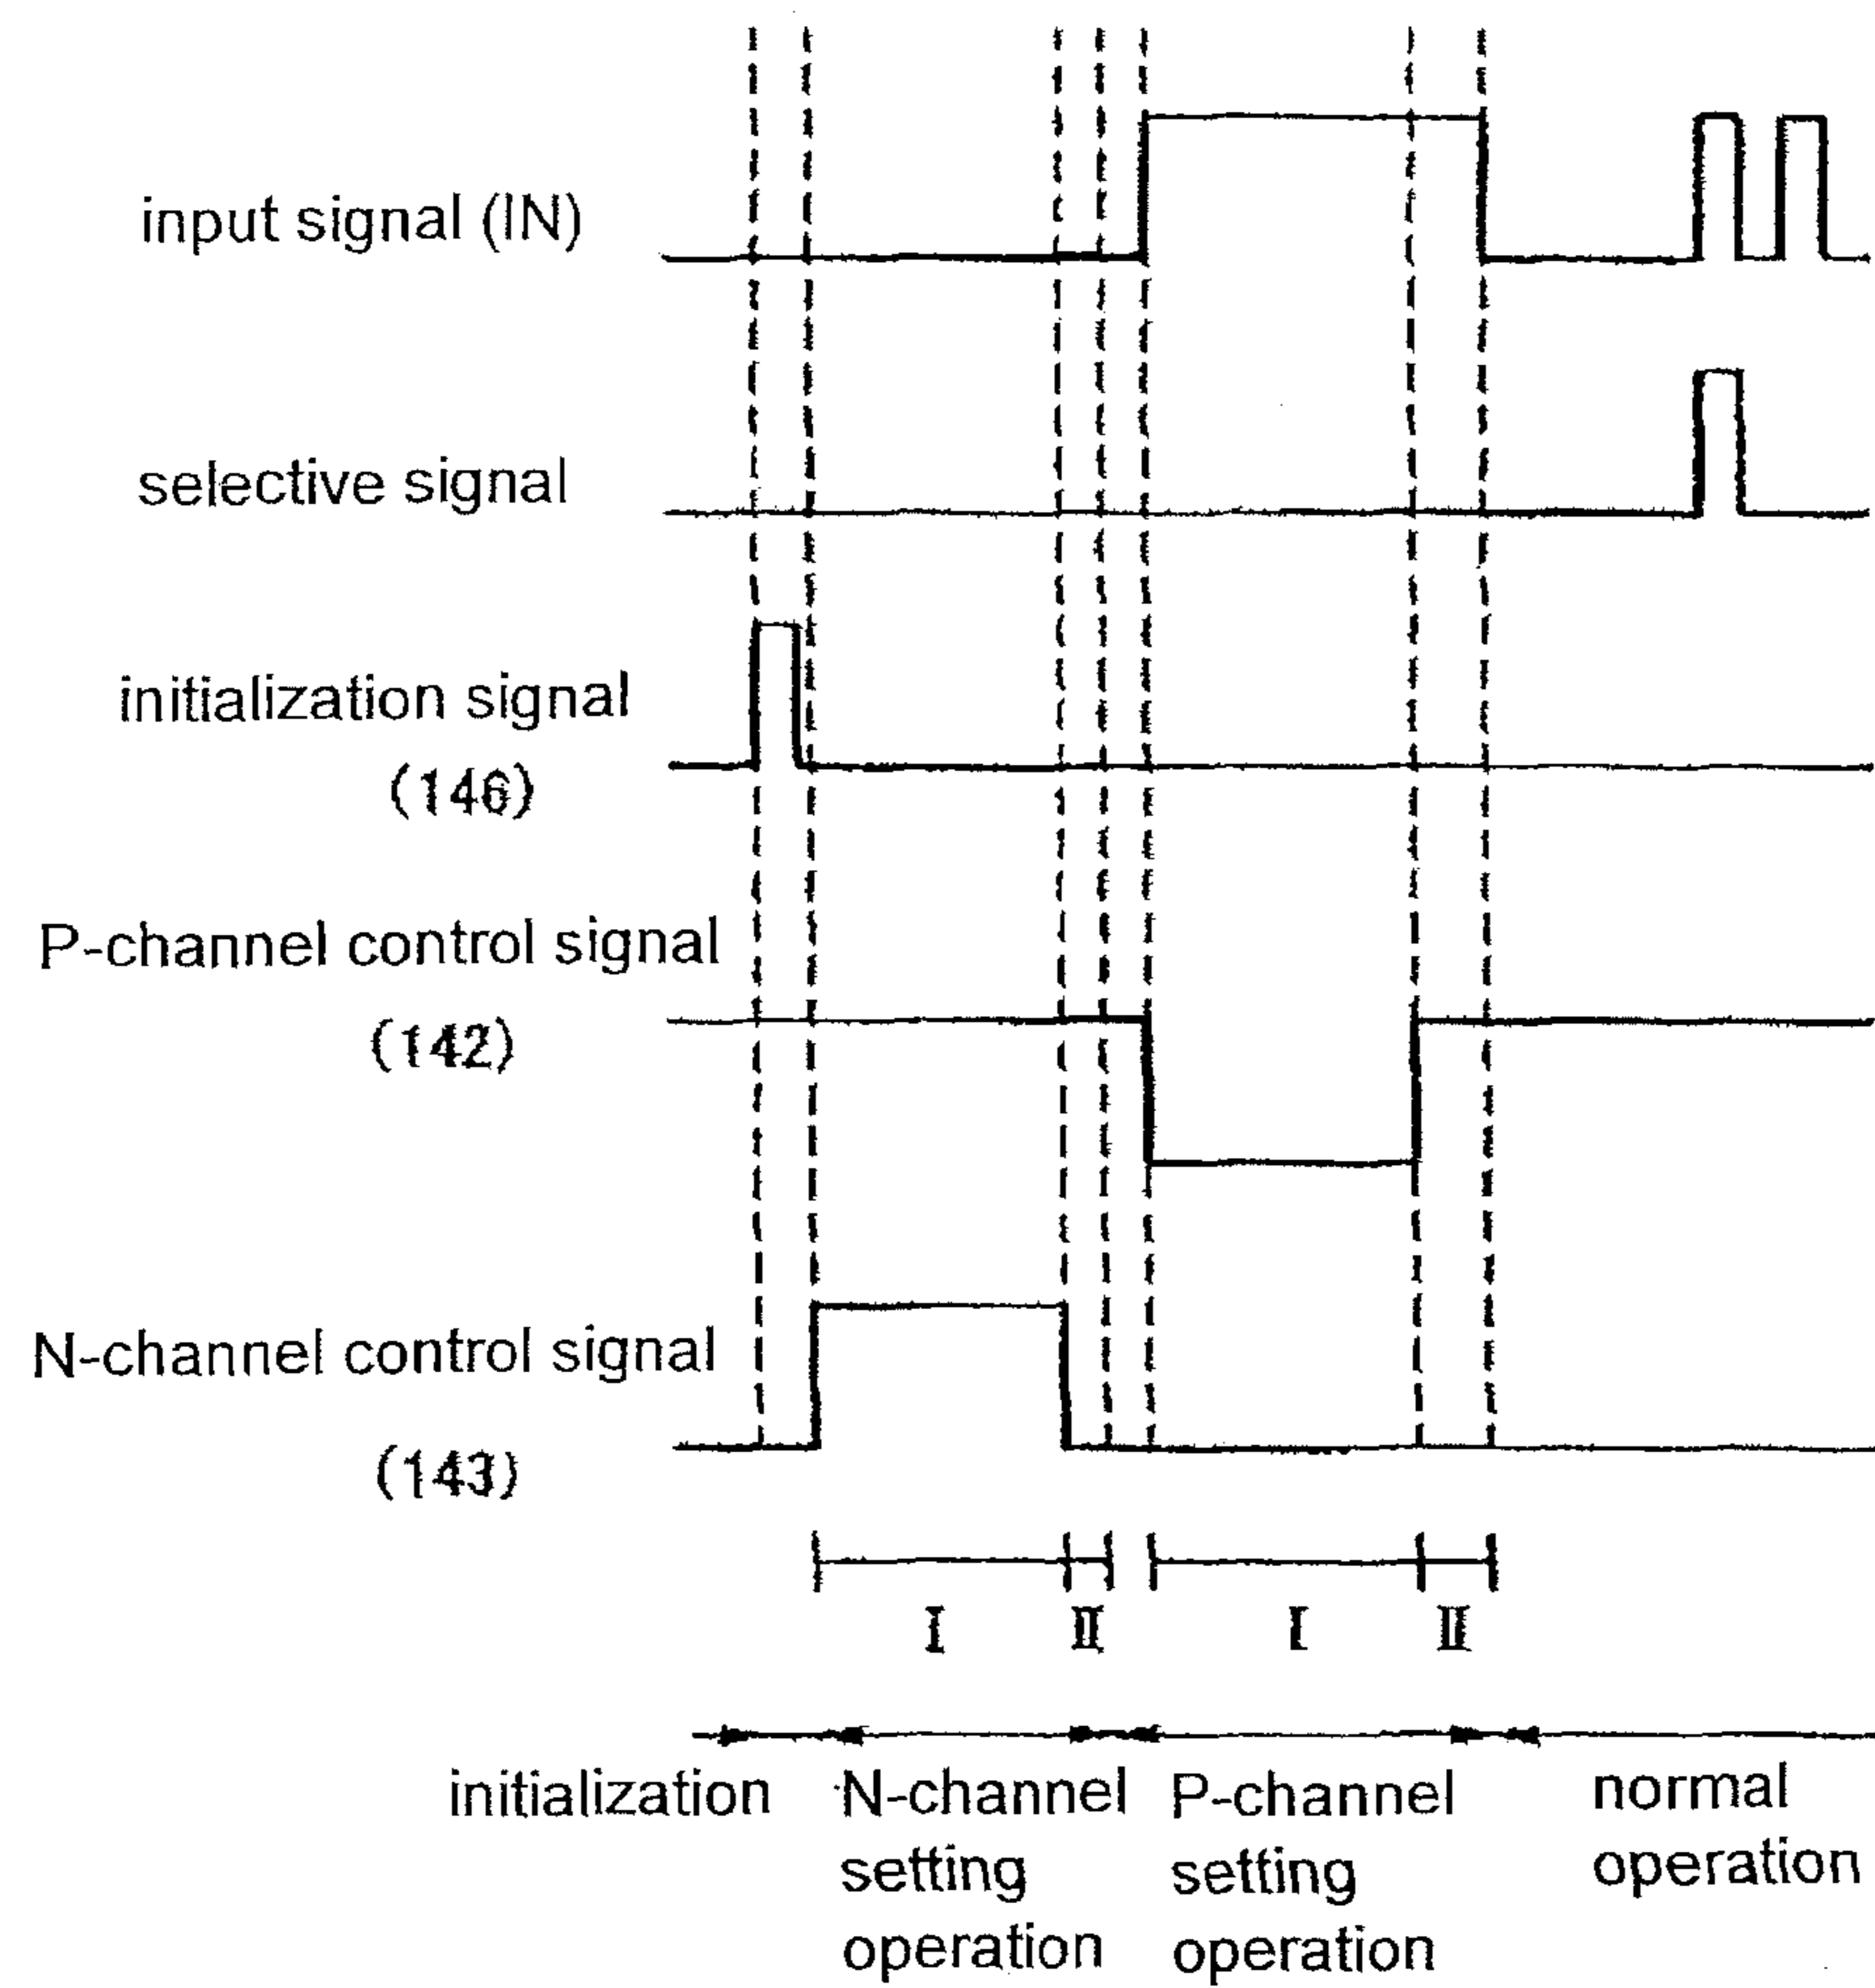 input signal (IN)
selective signal
initialization signal
(146)
P-channel control signal
(142)
N-channel control signal
(143)
I II I II
initialization
N-channel
setting
operation
P-channel
setting
operation
normal
operation